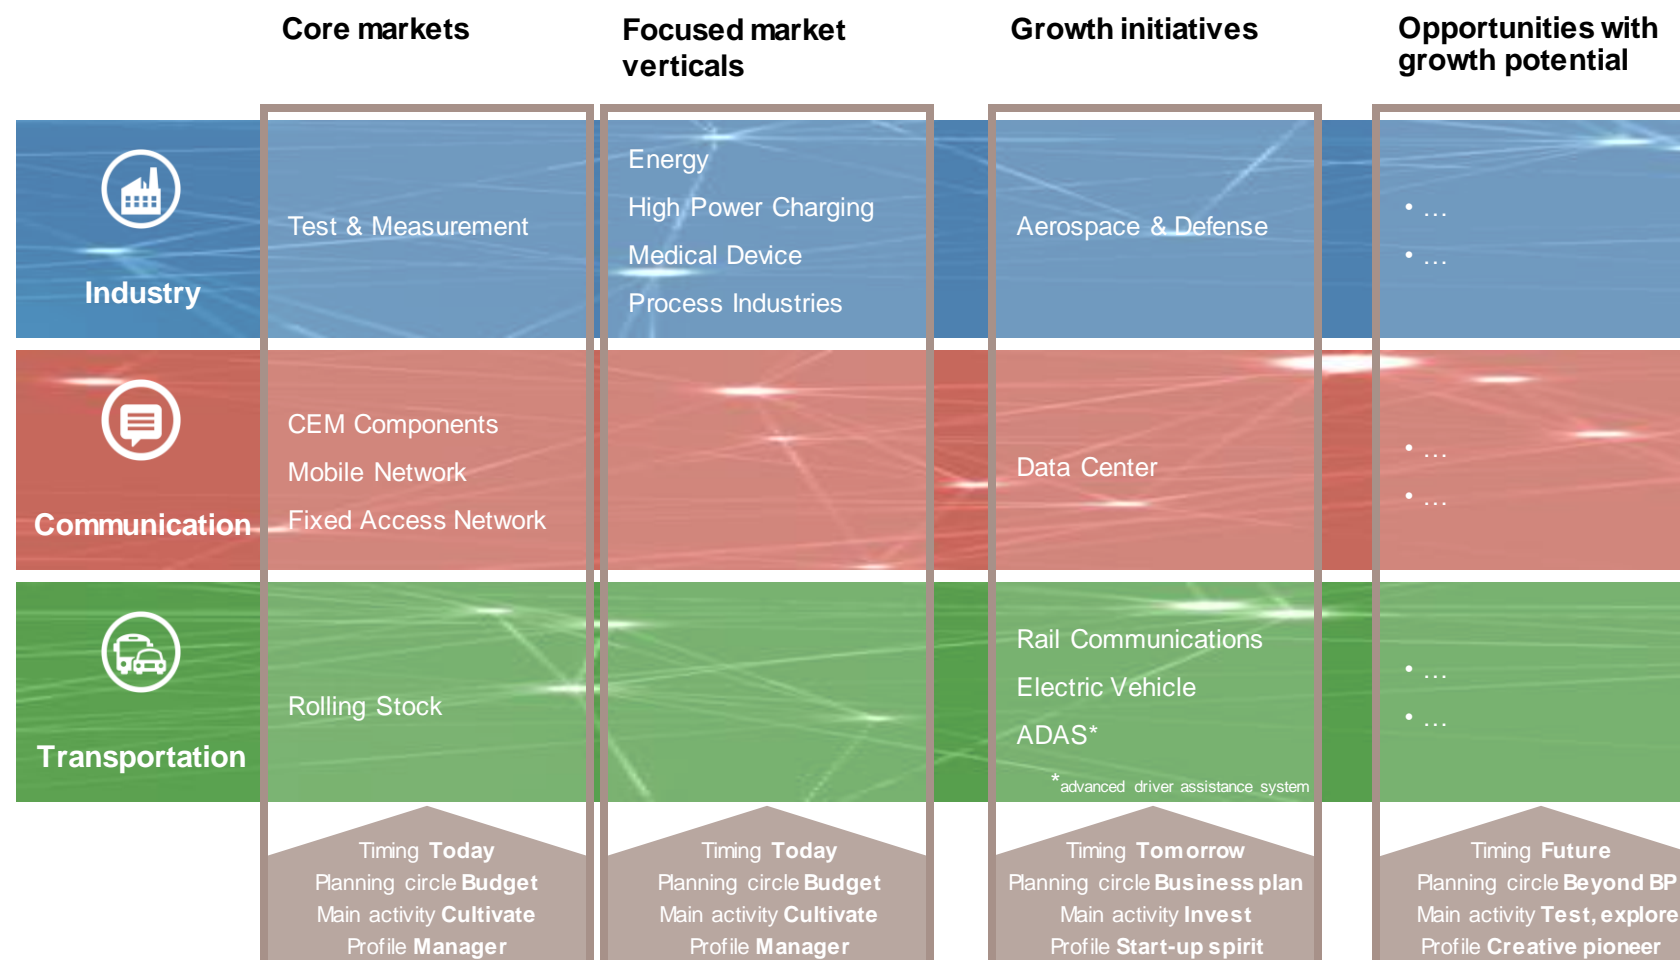 Core markets
Focused market
verticals
Growth initiatives
Opportunities with
growth potential
Industry
Test & Measurement
Energy
High Power Charging
Medical Device
Process Industries
Aerospace & Defense
• …
• …
Communication
CEM Components
Mobile Network
Fixed Access Network
Data Center
• …
• …
Transportation
Rolling Stock
Rail Communications
Electric Vehicle
ADAS*
*advanced driver assistance system
• …
• …
Timing Today
Planning circle Budget
Main activity Cultivate
Profile Manager
Timing Today
Planning circle Budget
Main activity Cultivate
Profile Manager
Timing Tomorrow
Planning circle Business plan
Main activity Invest
Profile Start-up spirit
Timing Future
Planning circle Beyond BP
Main activity Test, explore
Profile Creative pioneer